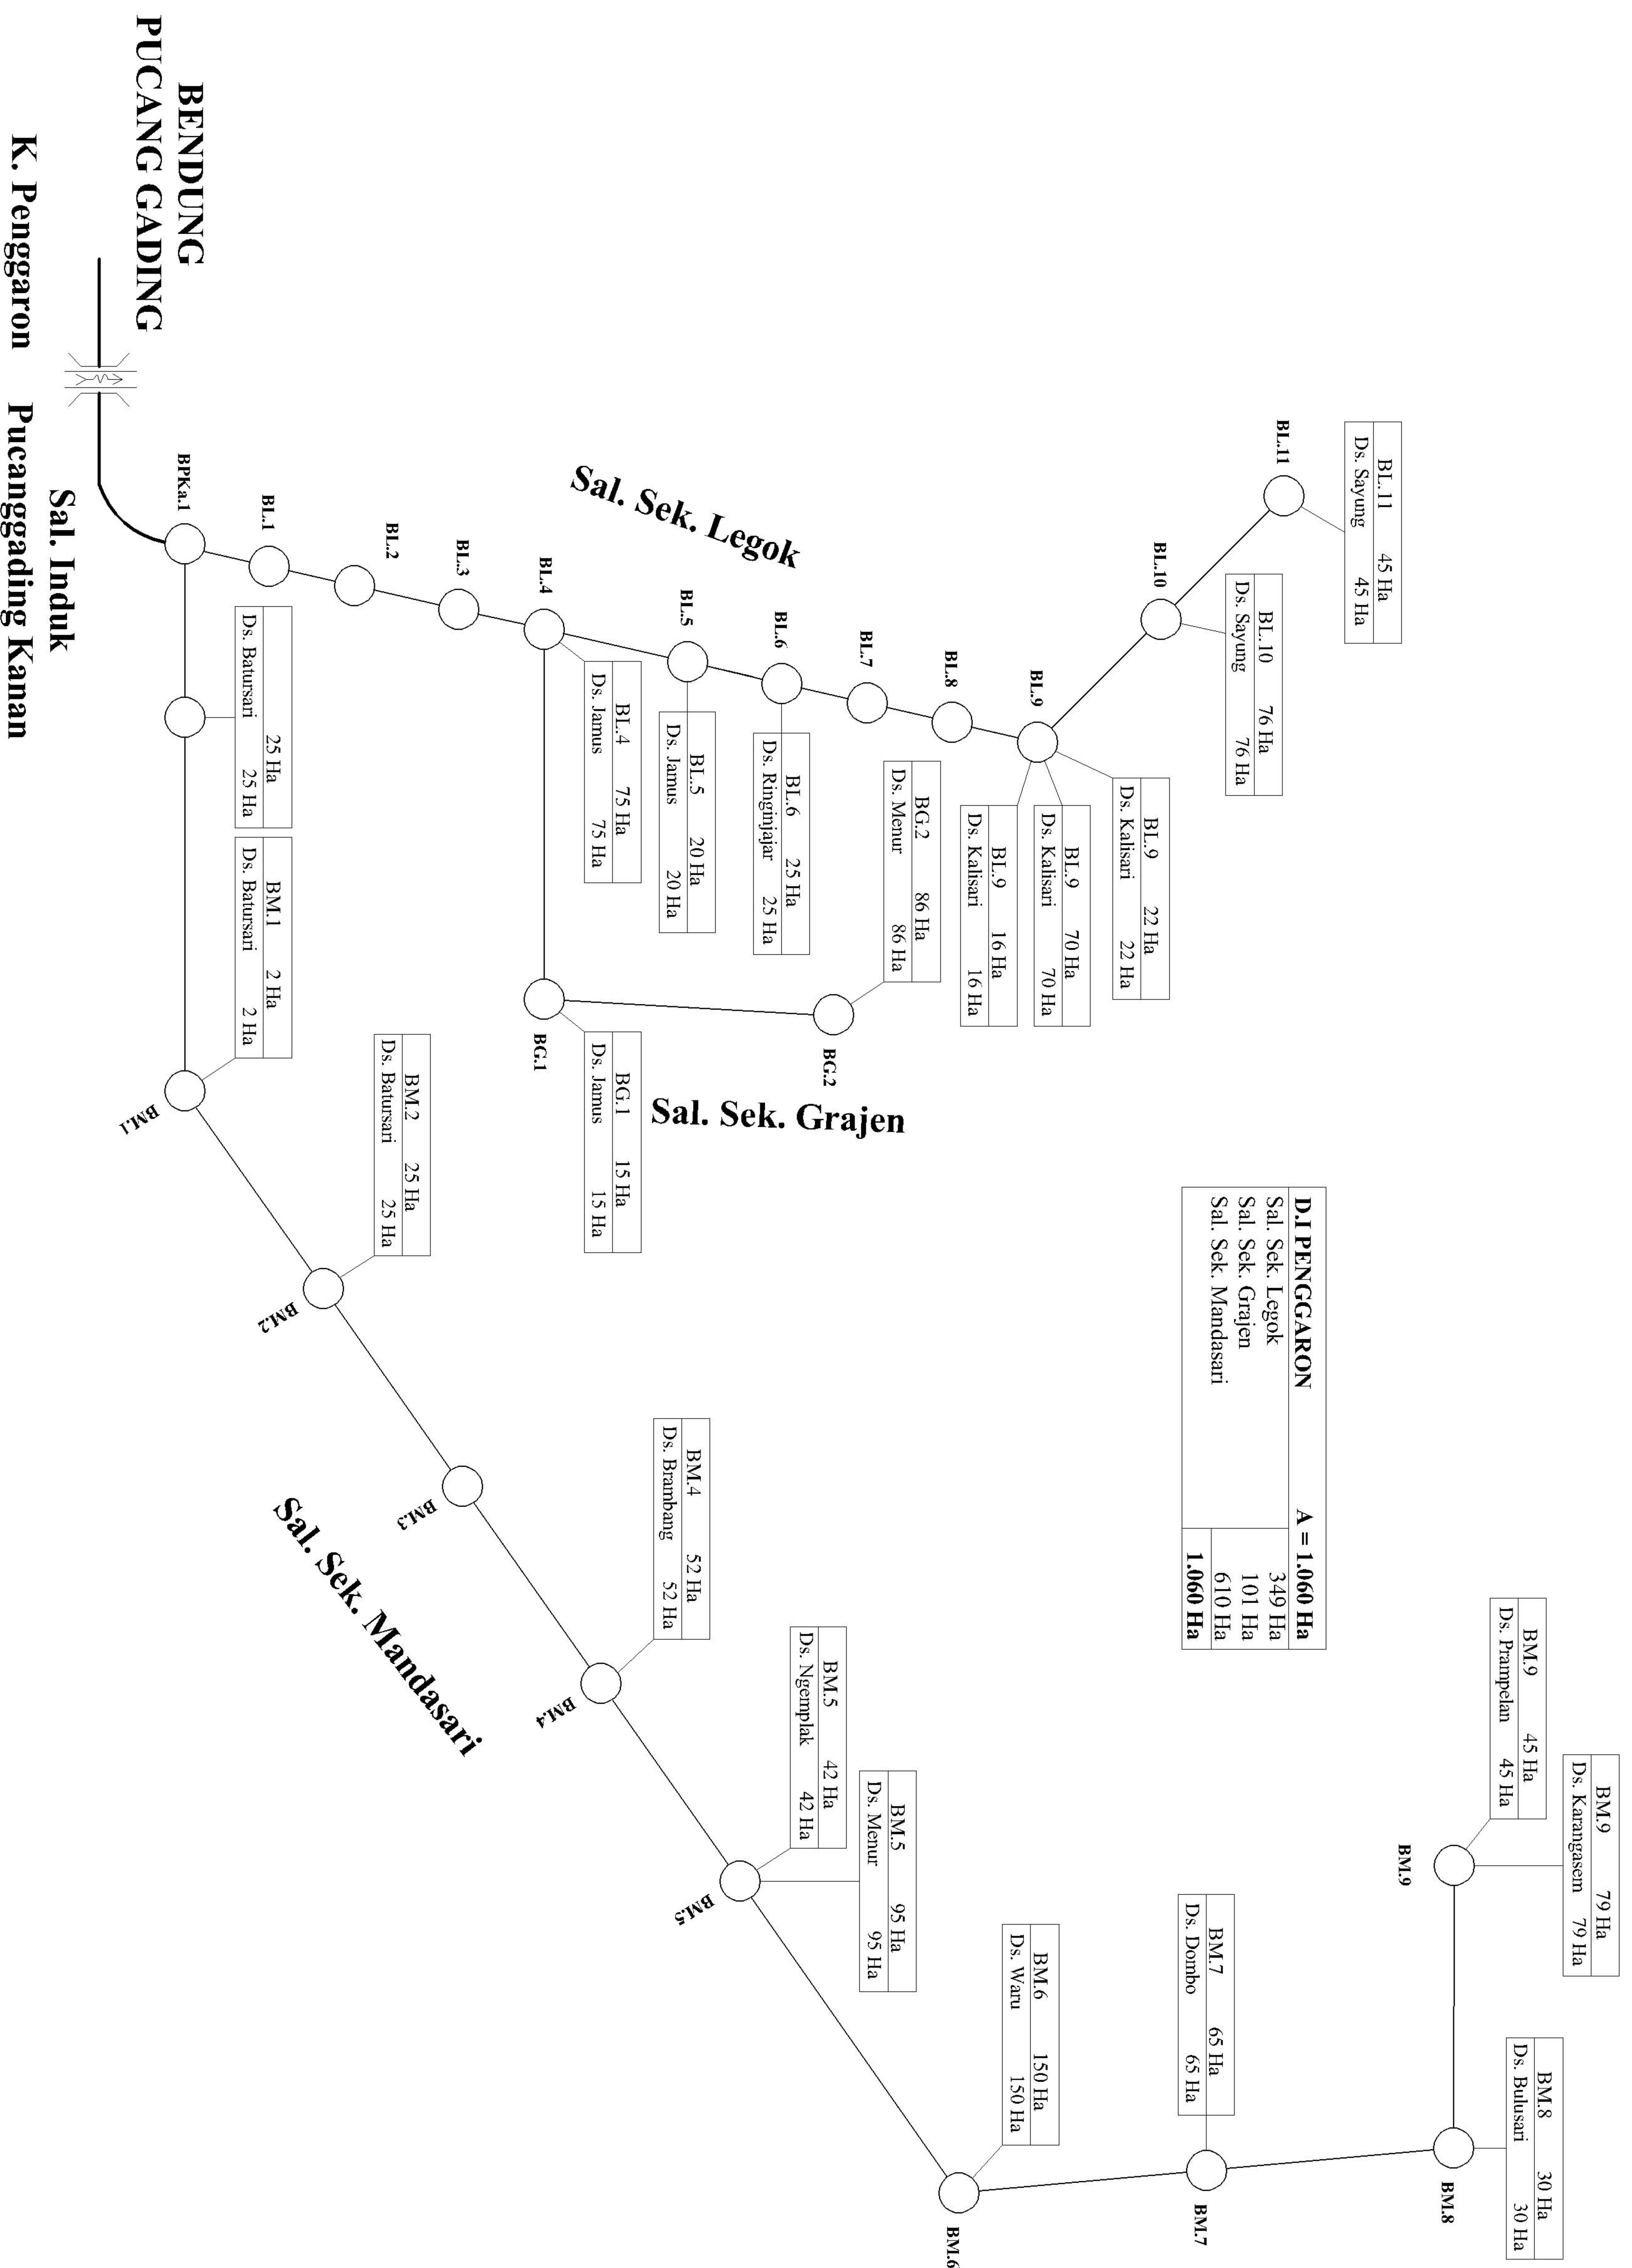 BENDUNG
PUCANG GADING
K. Penggaron
Sal. Induk
Pucanggading Kanan
BPKa.1
BL.1
BL.2
BL.3
BL.4
BL.5
BL.6
BL.7
BL.8
BL.9
BL.10
BL.11
Sal. Sek. Legok
BL.11 45 Ha
Ds. Sayung 45 Ha
BL.10 76 Ha
Ds. Sayung 76 Ha
BL.9 22 Ha
Ds. Kalisari 22 Ha
BL.9 70 Ha
Ds. Kalisari 70 Ha
BL.9 16 Ha
Ds. Kalisari 16 Ha
BG.2 86 Ha
Ds. Menur 86 Ha
BL.6 25 Ha
Ds. Ringinjajar 25 Ha
BL.5 20 Ha
Ds. Jamus 20 Ha
BL.4 75 Ha
Ds. Jamus 75 Ha
BG.1
BG.2
Sal. Sek. Grajen
BG.1 15 Ha
Ds. Jamus 15 Ha
25 Ha
Ds. Batursari 25 Ha
BM.1 2 Ha
Ds. Batursari 2 Ha
BM.1
BM.2 25 Ha
Ds. Batursari 25 Ha
BM.2
BM.3
Sal. Sek. Mandasari
BM.4 52 Ha
Ds. Brambang 52 Ha
BM.4
BM.5 42 Ha
Ds. Ngemplak 42 Ha
BM.5 95 Ha
Ds. Menur 95 Ha
BM.5
BM.6 150 Ha
Ds. Waru 150 Ha
BM.6
BM.7 65 Ha
Ds. Dombo 65 Ha
BM.7
BM.8 30 Ha
Ds. Bulusari 30 Ha
BM.8
BM.9 79 Ha
Ds. Karangasem 79 Ha
BM.9 45 Ha
Ds. Prampelan 45 Ha
BM.9
D.I PENGGARON A = 1.060 Ha
Sal. Sek. Legok 349 Ha
Sal. Sek. Grajen 101 Ha
Sal. Sek. Mandasari 610 Ha
1.060 Ha